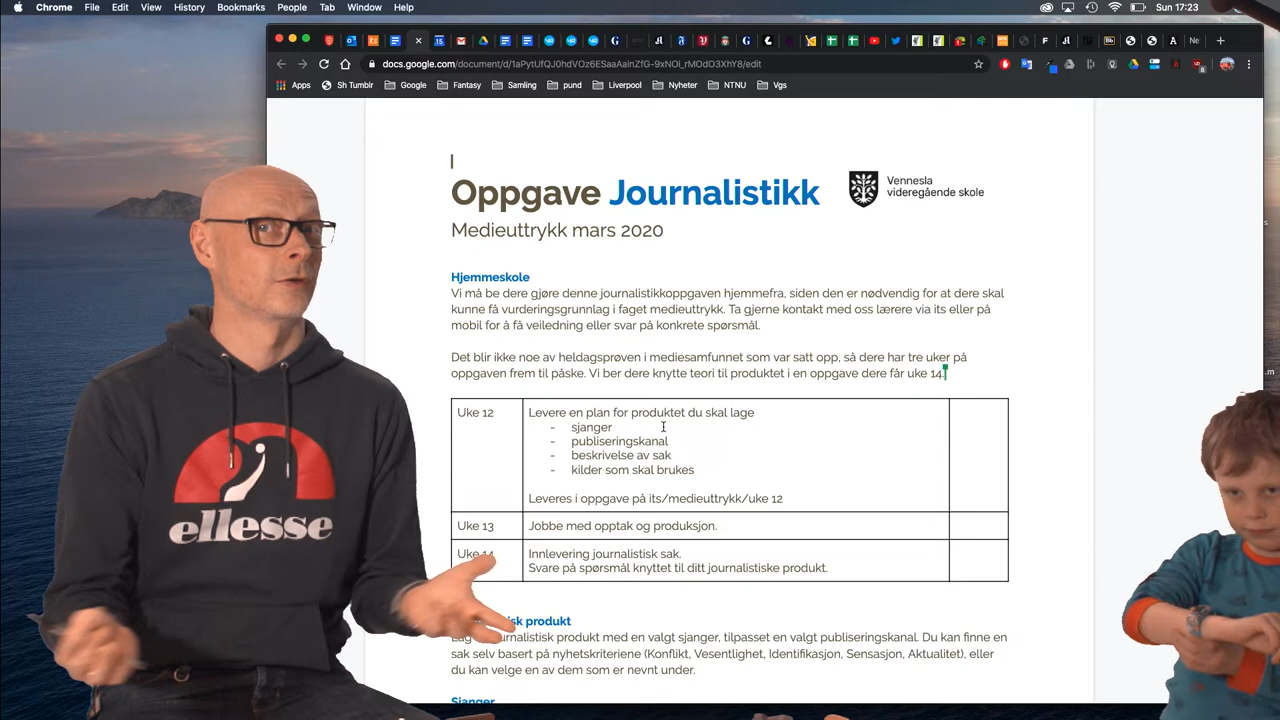 Chrome File Edit View History Bookmarks People Tab Window Help Sun 17:23
docs.google.com/document/d/1aPytUfQJ0hdVOz6ESaaAainZfG-9xNOi_rMOdO3XhY8/edit
Apps Sh Tumblr Google Fantasy Samling pund Liverpool Nyheter NTNU Vgs
Oppgave Journalistikk
Vennesla
videregående skole
Medieuttrykk mars 2020
Hjemmeskole
Vi må be dere gjøre denne journalistikkoppgaven hjemmefra, siden den er nødvendig for at dere skal
kunne få vurderingsgrunnlag i faget medieuttrykk. Ta gjerne kontakt med oss lærere via its eller på
mobil for å få veiledning eller svar på konkrete spørsmål.
Det blir ikke noe av heldagsprøven i mediesamfunnet som var satt opp, så dere har tre uker på
oppgaven frem til påske. Vi ber dere knytte teori til produktet i en oppgave dere får uke 14.
Uke 12 Levere en plan for produktet du skal lage
- sjanger
- publiseringskanal
- beskrivelse av sak
- kilder som skal brukes
Leveres i oppgave på its/medieuttrykk/uke 12
Uke 13 Jobbe med opptak og produksjon.
Uke 14 Innlevering journalistisk sak.
Svare på spørsmål knyttet til ditt journalistiske produkt.
sk produkt
urnalistisk produkt med en valgt sjanger, tilpasset en valgt publiseringskanal. Du kan finne en
sak selv basert på nyhetskriteriene (Konflikt, Vesentlighet, Identifikasjon, Sensasjon, Aktualitet), eller
du kan velge en av dem som er nevnt under.
Sjanger
ellesse